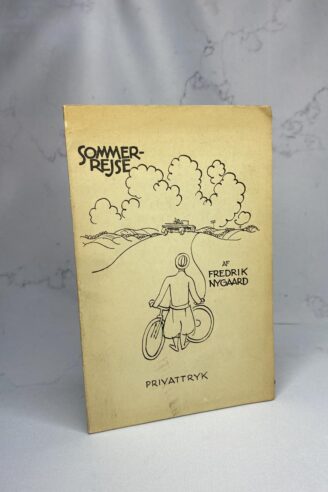 SOMMER-
REJSE
AF
FREDRIK
NYGAARD
PRIVATTRYK